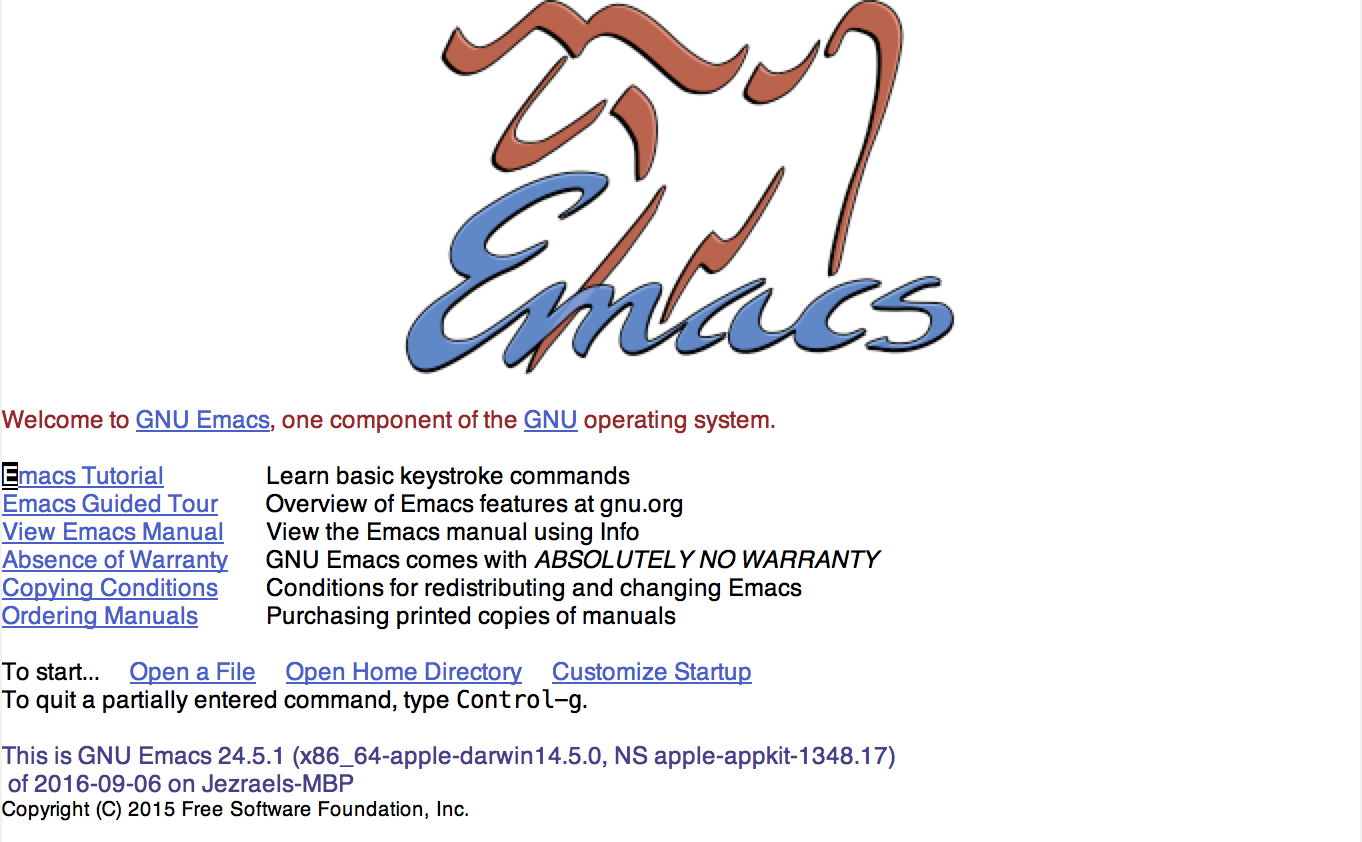 Emacs
Welcome to GNU Emacs, one component of the GNU operating system.
Emacs Tutorial Learn basic keystroke commands
Emacs Guided Tour Overview of Emacs features at gnu.org
View Emacs Manual View the Emacs manual using Info
Absence of Warranty GNU Emacs comes with ABSOLUTELY NO WARRANTY
Copying Conditions Conditions for redistributing and changing Emacs
Ordering Manuals Purchasing printed copies of manuals
To start... Open a File Open Home Directory Customize Startup
To quit a partially entered command, type Control-g.
This is GNU Emacs 24.5.1 (x86_64-apple-darwin14.5.0, NS apple-appkit-1348.17)
of 2016-09-06 on Jezraels-MBP
Copyright (C) 2015 Free Software Foundation, Inc.